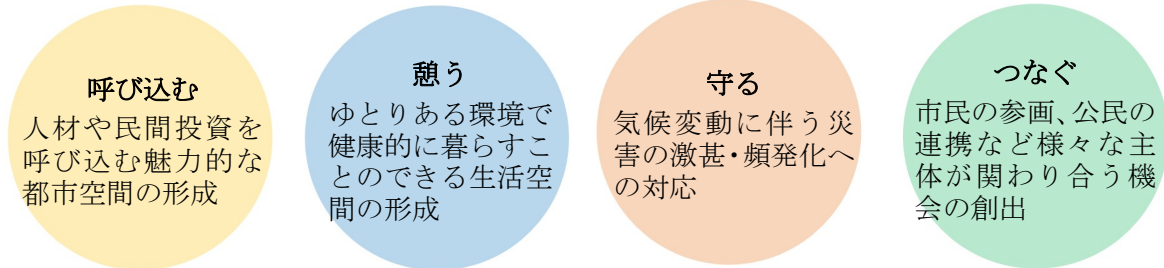 呼び込む
人材や民間投資を
呼び込む魅力的な
都市空間の形成
憩う
ゆとりある環境で
健康的に暮らすこ
とのできる生活空
間の形成
守る
気候変動に伴う災
害の激甚・頻発化へ
の対応
つなぐ
市民の参画、公民の
連携など様々な主
体が関わり合う機
会の創出